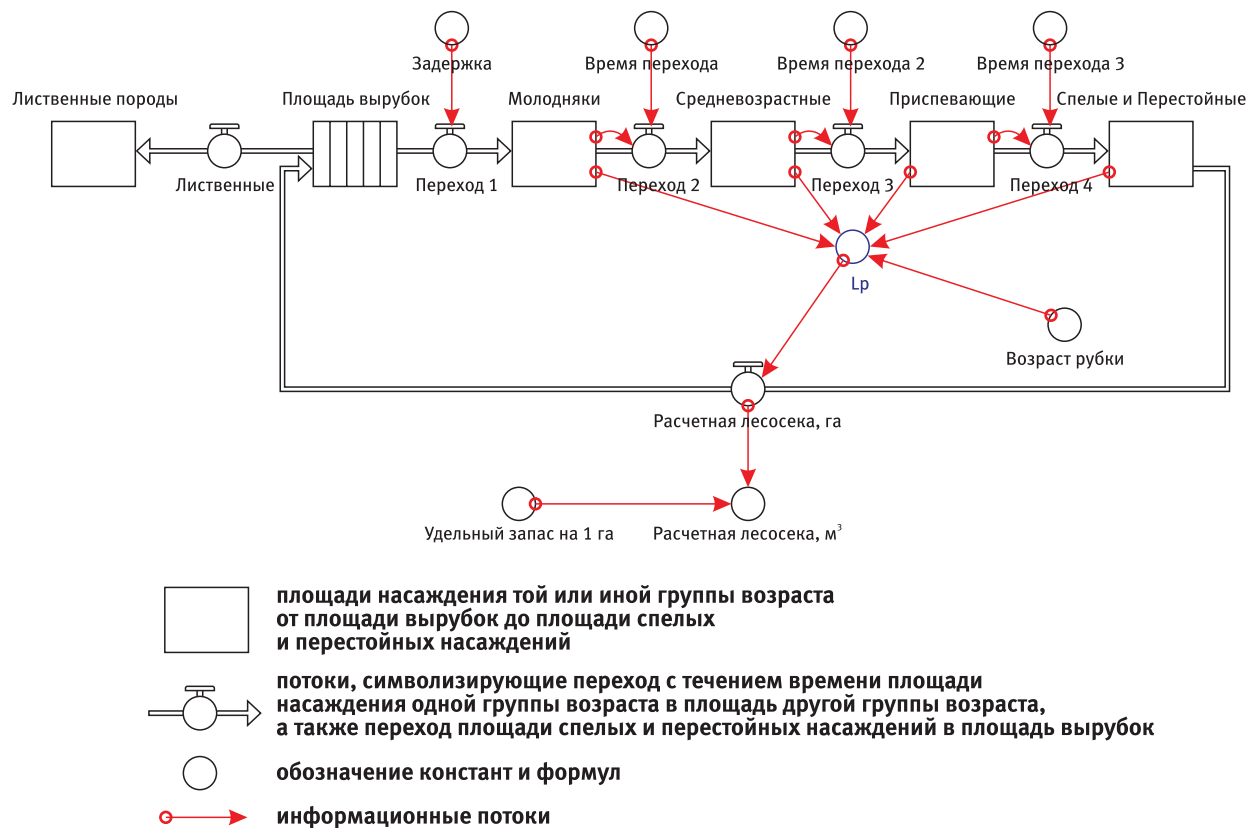 Задержка
Время перехода
Время перехода 2
Время перехода 3
Лиственные породы
Площадь вырубок
Молодняки
Средневозрастные
Приспевающие
Спелые и Перестойные
Лиственные
Переход 1
Переход 2
Переход 3
Переход 4
Lp
Возраст рубки
Расчетная лесосека, га
Удельный запас на 1 га
Расчетная лесосека, м³
площади насаждения той или иной группы возраста
от площади вырубок до площади спелых
и перестойных насаждений
потоки, символизирующие переход с течением времени площади
насаждения одной группы возраста в площадь другой группы возраста,
а также переход площади спелых и перестойных насаждений в площадь вырубок
обозначение констант и формул
информационные потоки